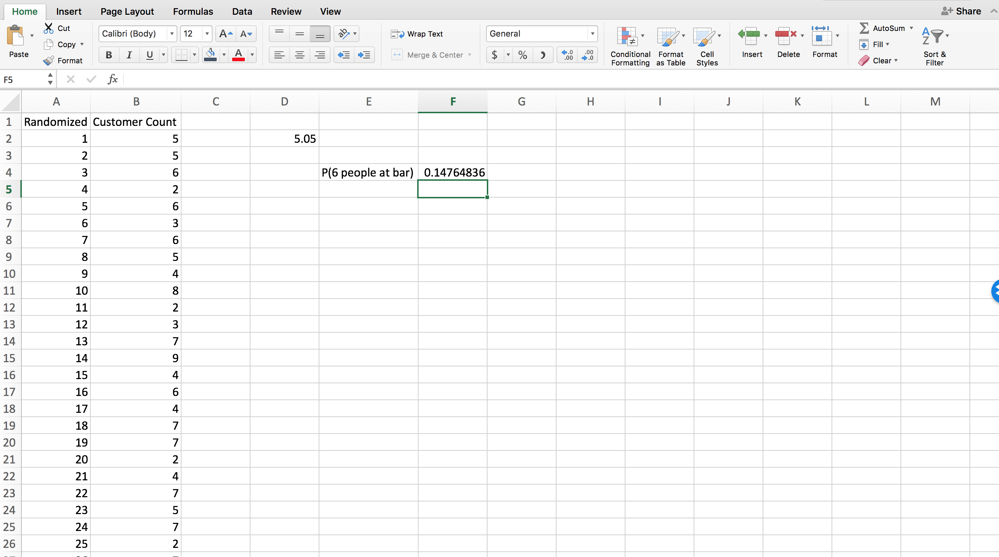 Home Insert Page Layout Formulas Data Review View Share
Cut
Copy
Format
Paste
Calibri (Body) 12 A A
B I U A
ab
Wrap Text
Merge & Center
General
$ % .0 .00 .00 .0
Conditional Formatting
Format as Table
Cell Styles
Insert Delete Format
AutoSum
Fill
Clear
A Z
Sort & Filter
F5 fx
A B C D E F G H I J K L M
1 Randomized Customer Count
2 1 5 5.05
3 2 5
4 3 6 P(6 people at bar) 0.14764836
5 4 2
6 5 6
7 6 3
8 7 6
9 8 5
10 9 4
11 10 8
12 11 2
13 12 3
14 13 7
15 14 9
16 15 4
17 16 6
18 17 4
19 18 7
20 19 7
21 20 2
22 21 4
23 22 7
24 23 5
25 24 7
26 25 2